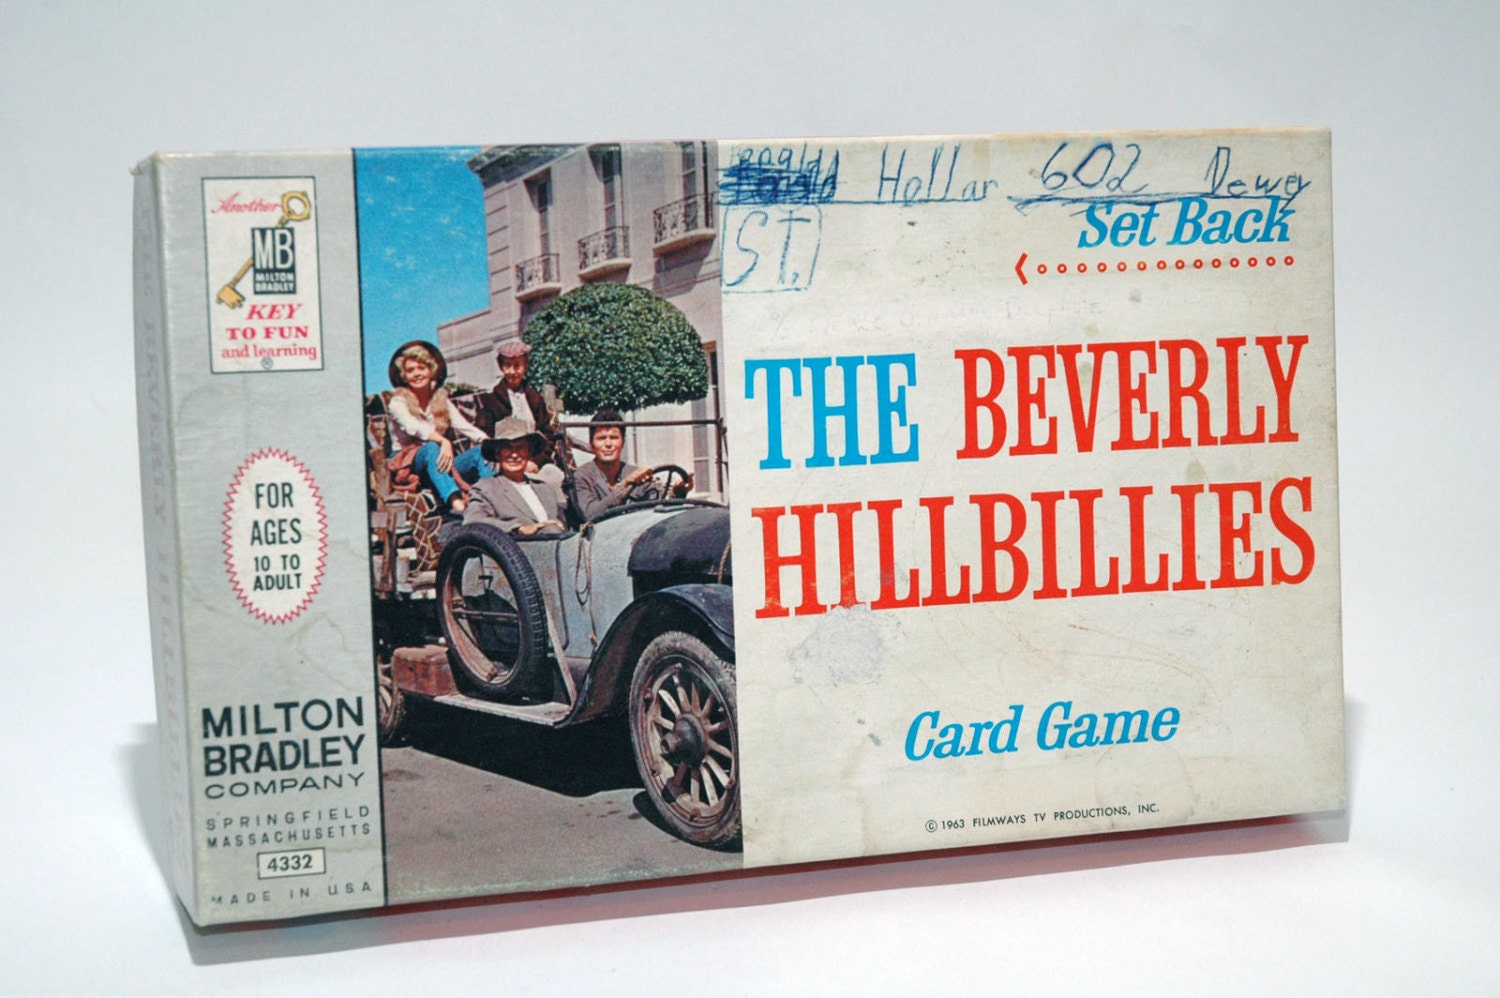 Another
MB
MILTON
BRADLEY
KEY
TO FUN
and learning
®
FOR
AGES
10 TO
ADULT
MILTON
BRADLEY
COMPANY
SPRINGFIELD
MASSACHUSETTS
4332
MADE IN USA
Hollar 602 Dewey
ST.
Set Back
THE BEVERLY
HILLBILLIES
Card Game
© 1963 FILMWAYS TV PRODUCTIONS, INC.